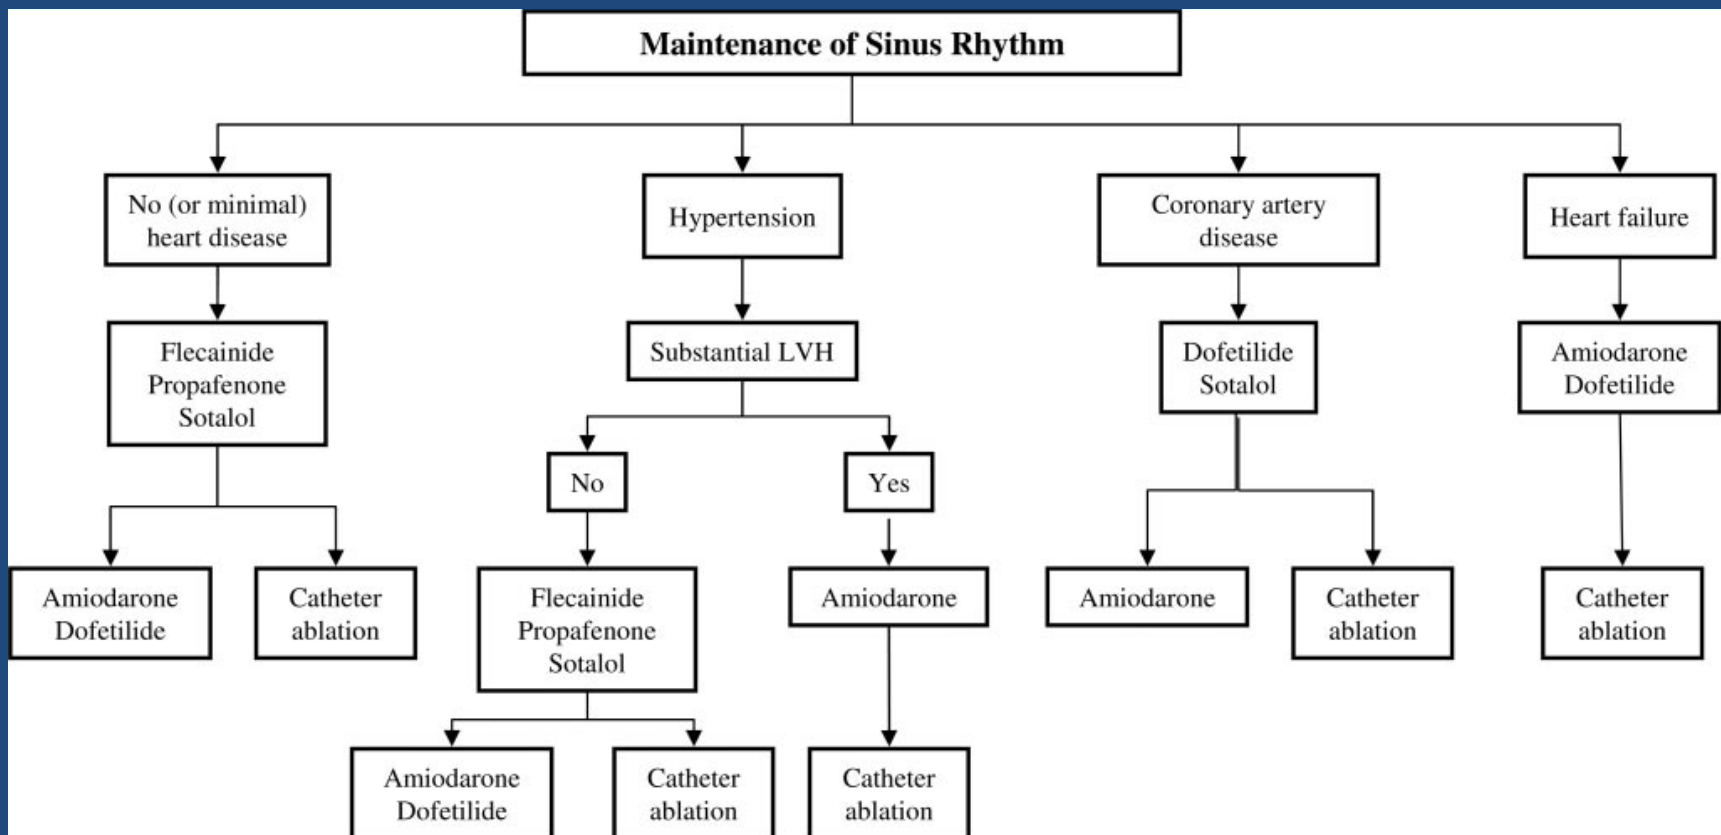 Maintenance of Sinus Rhythm
No (or minimal)
heart disease
Hypertension
Coronary artery
disease
Heart failure
Flecainide
Propafenone
Sotalol
Substantial LVH
Dofetilide
Sotalol
Amiodarone
Dofetilide
No
Yes
Amiodarone
Dofetilide
Catheter
ablation
Flecainide
Propafenone
Sotalol
Amiodarone
Amiodarone
Catheter
ablation
Catheter
ablation
Amiodarone
Dofetilide
Catheter
ablation
Catheter
ablation